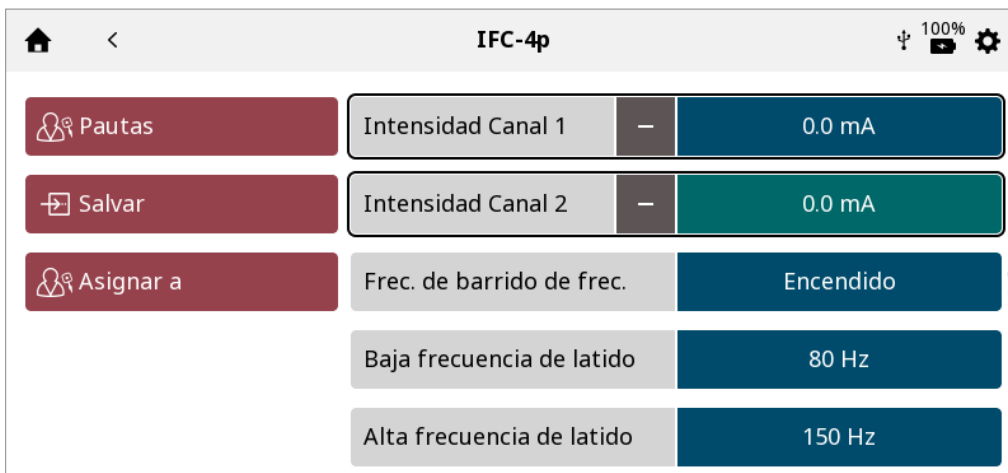 IFC-4p
100%
Pautas
Intensidad Canal 1 – 0.0 mA
Salvar
Intensidad Canal 2 – 0.0 mA
Asignar a
Frec. de barrido de frec. Encendido
Baja frecuencia de latido 80 Hz
Alta frecuencia de latido 150 Hz